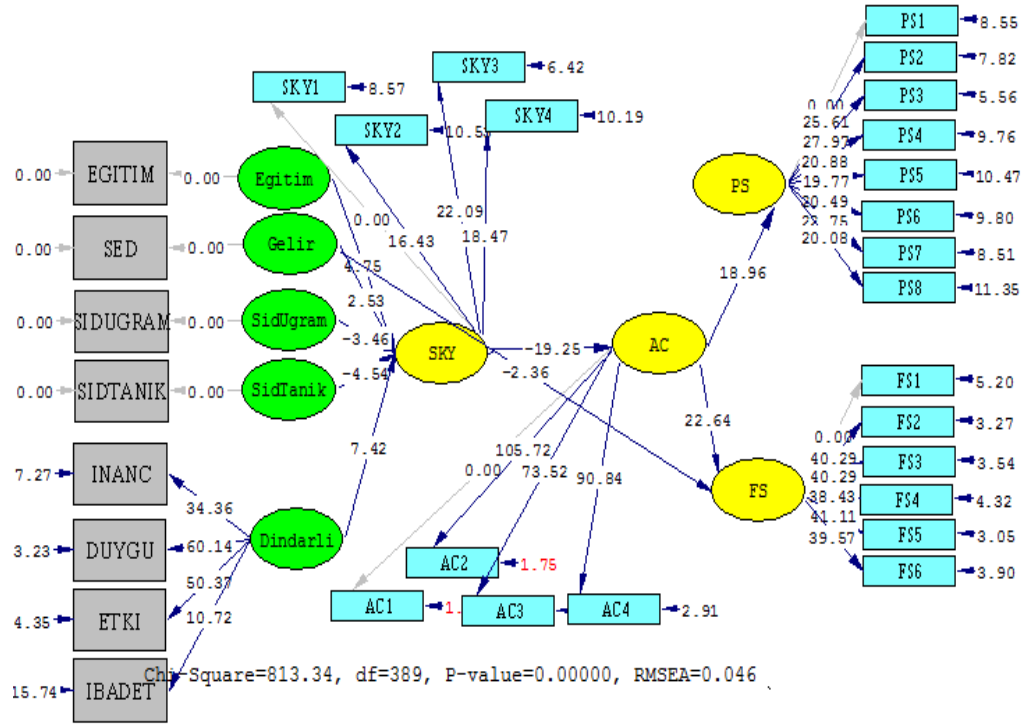 PS1 8.55
PS2 7.82
SKY3 6.42
SKY1 8.57
PS3 5.56
0.00
25.61
SKY4 10.19
SKY2
PS4 9.76
27.97
20.88
0.00 EGITIM 0.00 Egitim
PS PS5 10.47
19.77
20.49
PS6 9.80
0.00
22.09
22.75
16.43
18.47
20.08
0.00 SED 0.00 Gelir
PS7 8.51
4.75
18.96
PS8 11.35
2.53
0.00 SIDUGRAM 0.00 SidUgram
-3.46
SKY -19.25 AC
-2.36
0.00 SIDTANIK 0.00 SidTanik
-4.54
FS1 5.20
22.64
FS2 3.27
0.00
7.42
105.72
FS3 3.54
40.29
7.27 INANC
0.00 73.52 90.84
40.29
34.36
FS
38.43
FS4 4.32
41.11
FS5 3.05
3.23 DUYGU 60.14 Dindarli
39.57
AC2 1.75
FS6 3.90
50.37
AC1
AC3 AC4 2.91
4.35 ETKI
10.72
Chi-Square=813.34, df=389, P-value=0.00000, RMSEA=0.046
15.74 IBADET